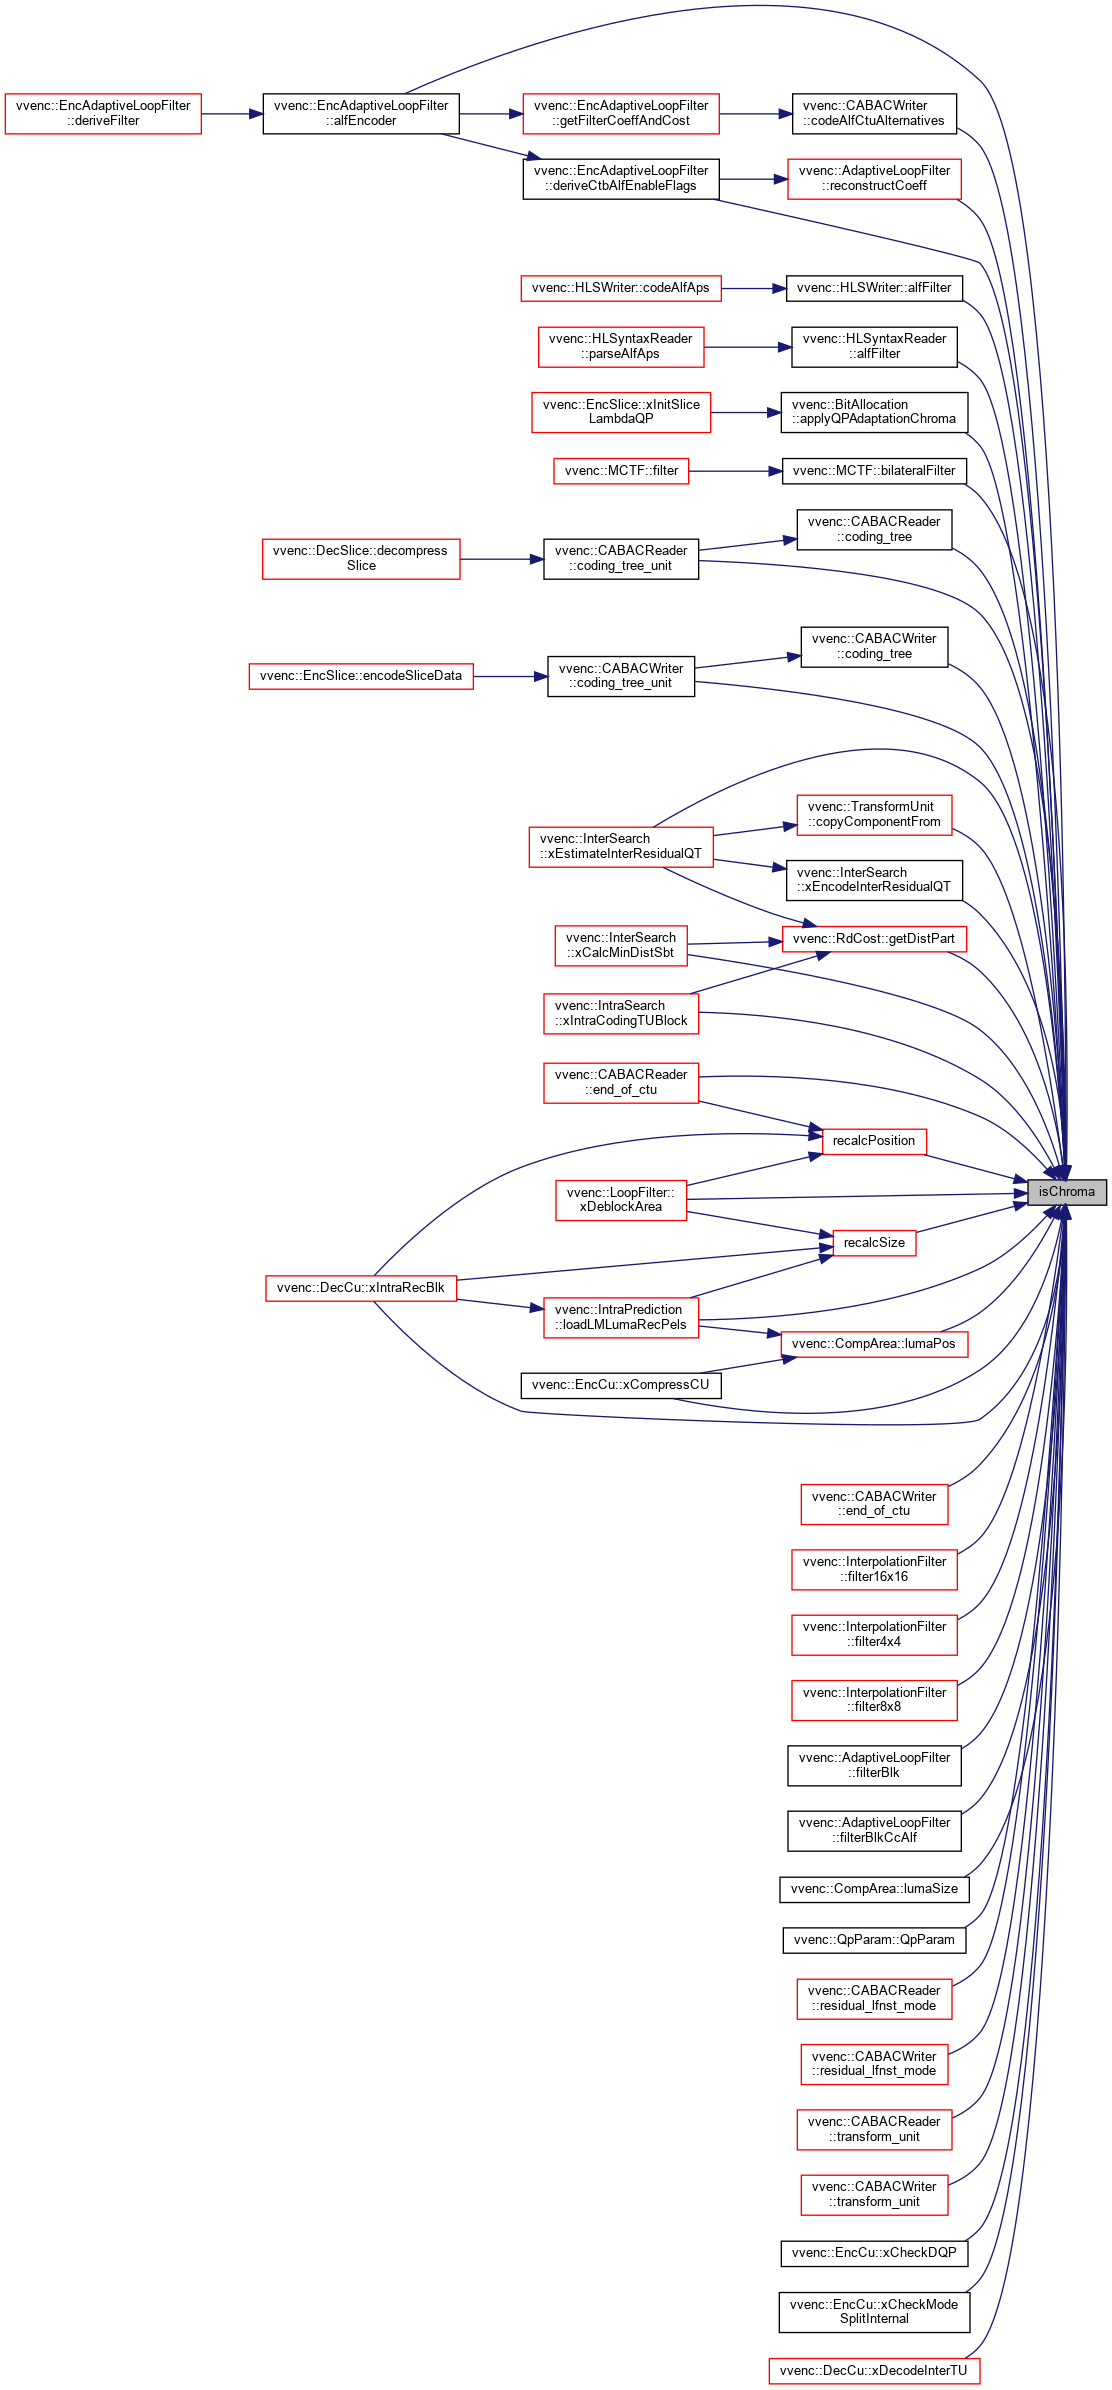 vvenc::EncAdaptiveLoopFilter
::deriveFilter
vvenc::EncAdaptiveLoopFilter
::alfEncoder
vvenc::EncAdaptiveLoopFilter
::getFilterCoeffAndCost
vvenc::CABACWriter
::codeAlfCtuAlternatives
vvenc::EncAdaptiveLoopFilter
::deriveCtbAlfEnableFlags
vvenc::AdaptiveLoopFilter
::reconstructCoeff
vvenc::HLSWriter::codeAlfAps
vvenc::HLSWriter::alfFilter
vvenc::HLSyntaxReader
::parseAlfAps
vvenc::HLSyntaxReader
::alfFilter
vvenc::EncSlice::xInitSlice
LambdaQP
vvenc::BitAllocation
::applyQPAdaptationChroma
vvenc::MCTF::filter
vvenc::MCTF::bilateralFilter
vvenc::CABACReader
::coding_tree
vvenc::DecSlice::decompress
Slice
vvenc::CABACReader
::coding_tree_unit
vvenc::CABACWriter
::coding_tree
vvenc::EncSlice::encodeSliceData
vvenc::CABACWriter
::coding_tree_unit
vvenc::TransformUnit
::copyComponentFrom
vvenc::InterSearch
::xEstimateInterResidualQT
vvenc::InterSearch
::xEncodeInterResidualQT
vvenc::InterSearch
::xCalcMinDistSbt
vvenc::RdCost::getDistPart
vvenc::IntraSearch
::xIntraCodingTUBlock
vvenc::CABACReader
::end_of_ctu
recalcPosition
vvenc::LoopFilter::
xDeblockArea
isChroma
recalcSize
vvenc::DecCu::xIntraRecBlk
vvenc::IntraPrediction
::loadLMLumaRecPels
vvenc::CompArea::lumaPos
vvenc::EncCu::xCompressCU
vvenc::CABACWriter
::end_of_ctu
vvenc::InterpolationFilter
::filter16x16
vvenc::InterpolationFilter
::filter4x4
vvenc::InterpolationFilter
::filter8x8
vvenc::AdaptiveLoopFilter
::filterBlk
vvenc::AdaptiveLoopFilter
::filterBlkCcAlf
vvenc::CompArea::lumaSize
vvenc::QpParam::QpParam
vvenc::CABACReader
::residual_lfnst_mode
vvenc::CABACWriter
::residual_lfnst_mode
vvenc::CABACReader
::transform_unit
vvenc::CABACWriter
::transform_unit
vvenc::EncCu::xCheckDQP
vvenc::EncCu::xCheckMode
SplitInternal
vvenc::DecCu::xDecodeInterTU